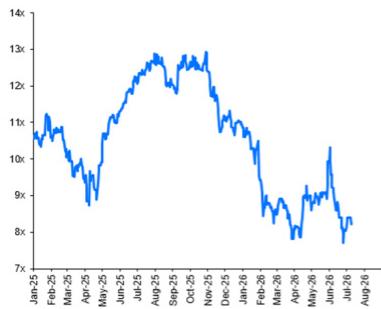 14x
13x
12x
11x
10x
9x
8x
7x
Jan-25
Feb-25
Mar-25
Apr-25
May-25
Jun-25
Jul-25
Aug-25
Sep-25
Oct-25
Nov-25
Dec-25
Jan-26
Feb-26
Mar-26
Apr-26
May-26
Jun-26
Jul-26
Aug-26